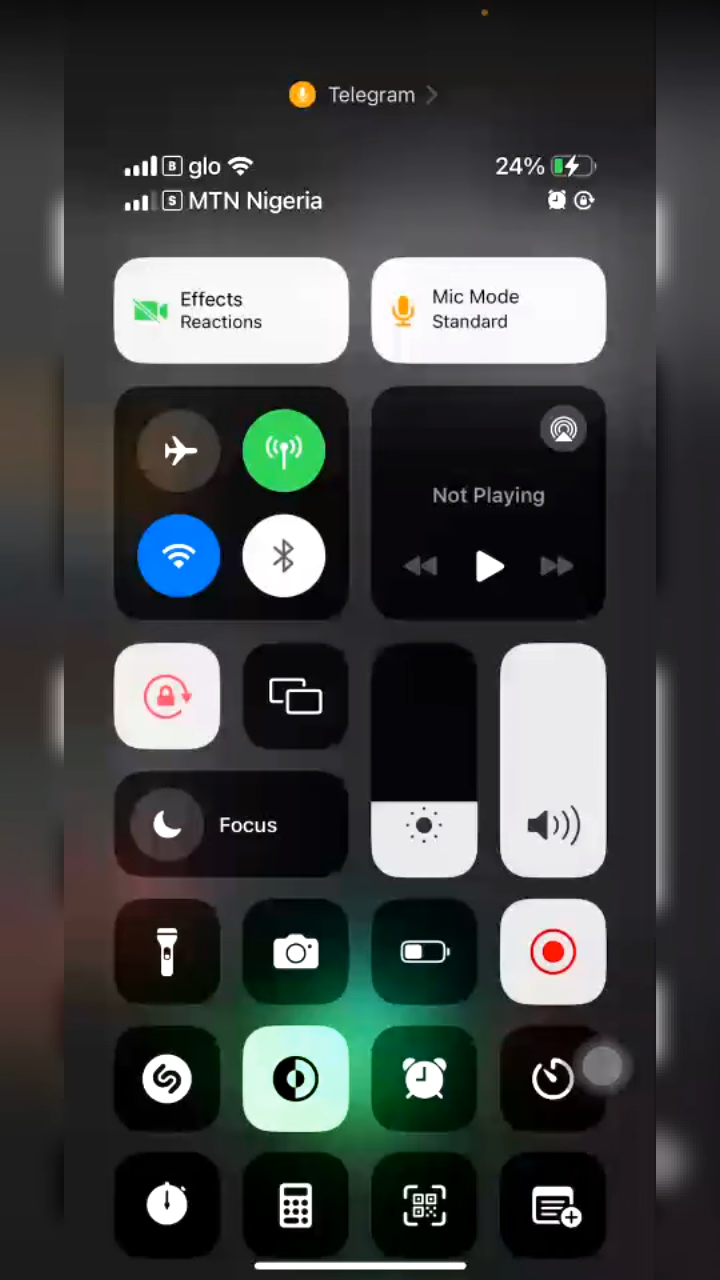 Telegram
B glo 24%
S MTN Nigeria
Effects
Reactions
Mic Mode
Standard
Not Playing
Focus